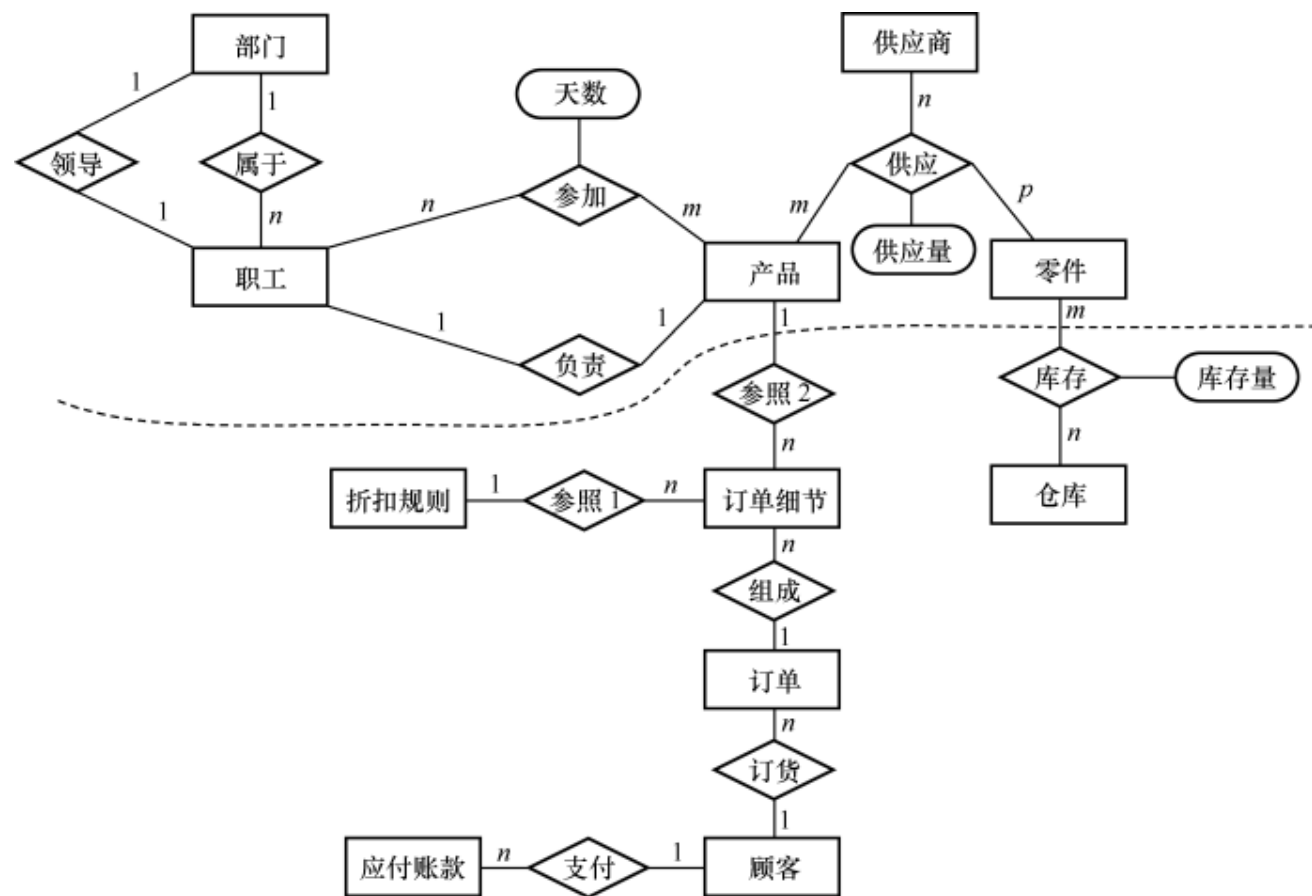 部门
供应商
1
1
天数
n
领导
属于
供应
n
参加
m
m
p
1
n
供应量
职工
产品
零件
1
1
1
m
负责
库存
库存量
参照 2
n
n
折扣规则
1
参照 1
n
订单细节
仓库
n
组成
1
订单
n
订货
1
应付账款
n
支付
1
顾客